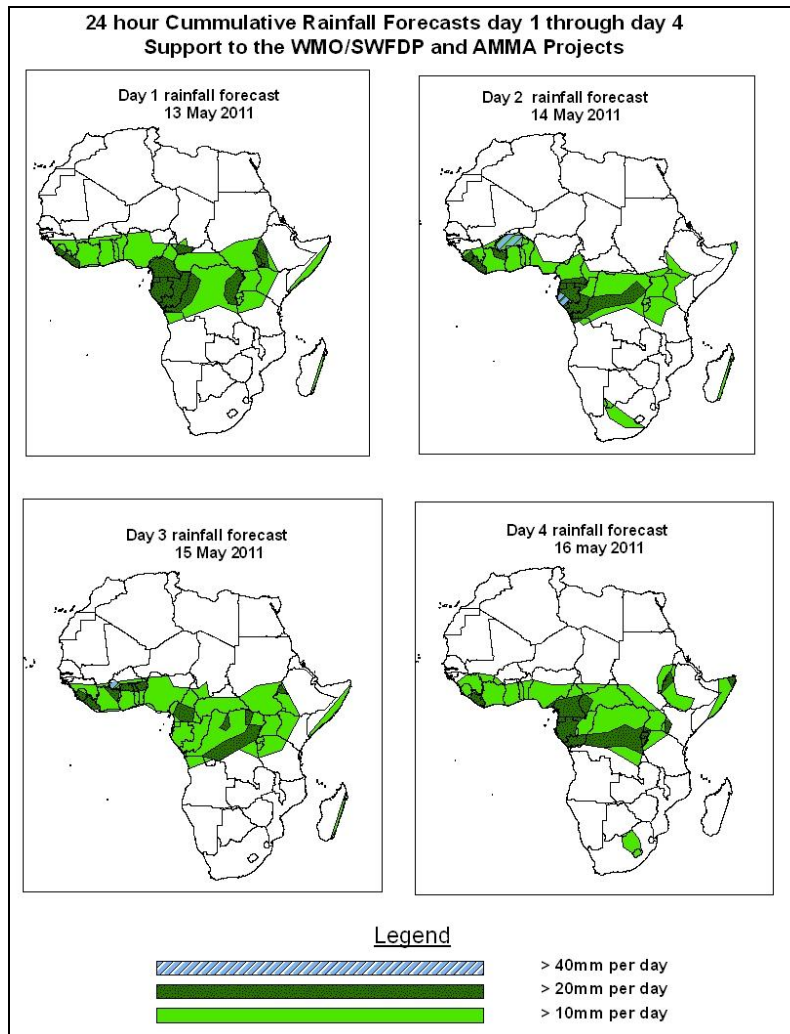 24 hour Cummulative Rainfall Forecasts day 1 through day 4
Support to the WMO/SWFDP and AMMA Projects
Day 1 rainfall forecast
13 May 2011
Day 2 rainfall forecast
14 May 2011
Day 3 rainfall forecast
15 May 2011
Day 4 rainfall forecast
16 may 2011
Legend
> 40mm per day
> 20mm per day
> 10mm per day